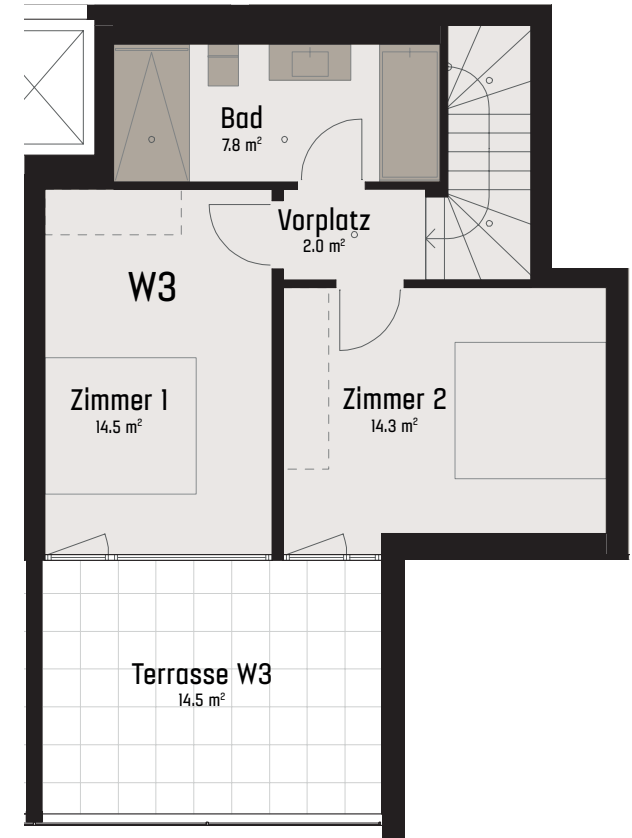 Bad
7.8 m²
Vorplatz
2.0 m²
W3
Zimmer 1
14.5 m²
Zimmer 2
14.3 m²
Terrasse W3
14.5 m²